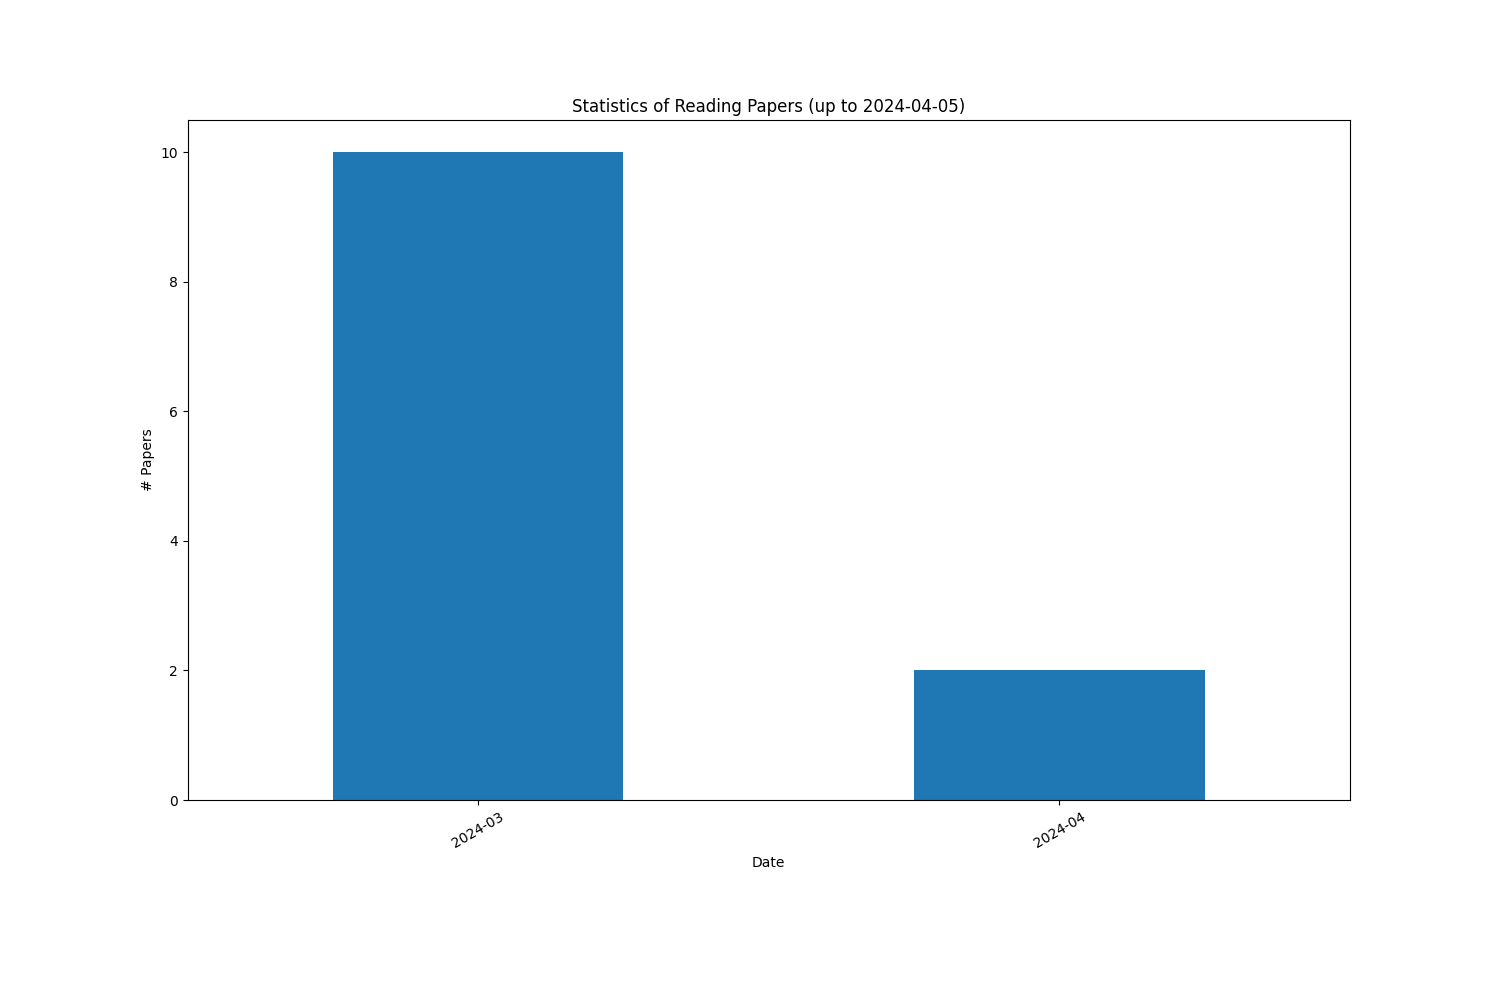 Statistics of Reading Papers (up to 2024-04-05)
10
8
6
4
2
0
# Papers
2024-03
2024-04
Date